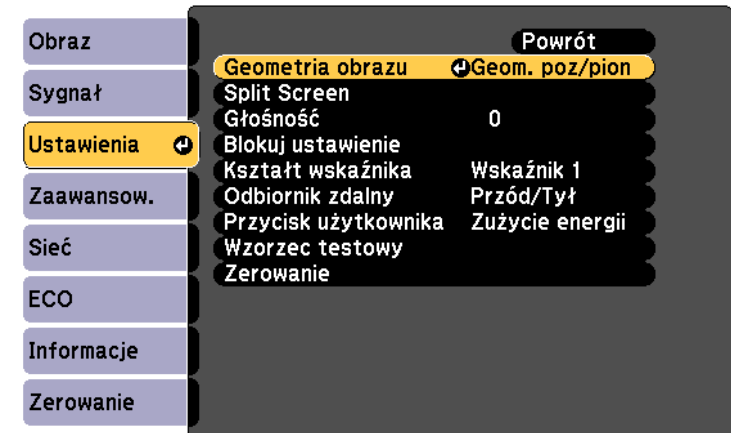 Obraz
Sygnał
Ustawienia
Zaawansow.
Sieć
ECO
Informacje
Zerowanie
Powrót
Geometria obrazu Geom. poz/pion
Split Screen
Głośność 0
Blokuj ustawienie
Kształt wskaźnika Wskaźnik 1
Odbiornik zdalny Przód/Tył
Przycisk użytkownika Zużycie energii
Wzorzec testowy
Zerowanie